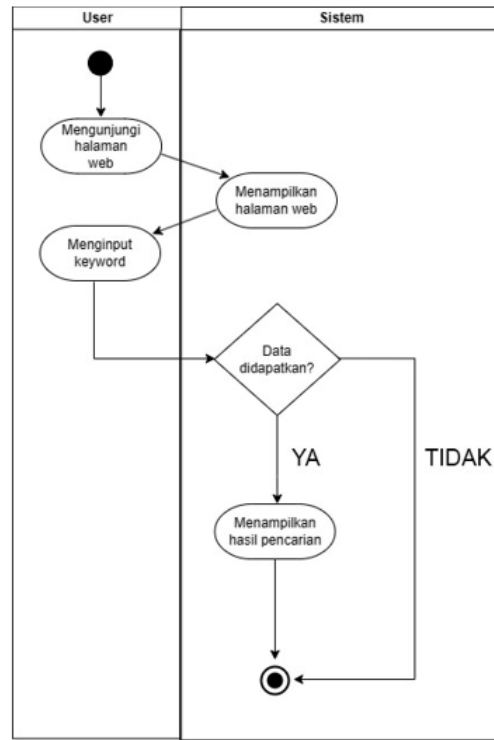 User
Sistem
Mengunjungi
halaman
web
Menampilkan
halaman web
Menginput
keyword
Data
didapatkan?
YA
TIDAK
Menampilkan
hasil pencarian